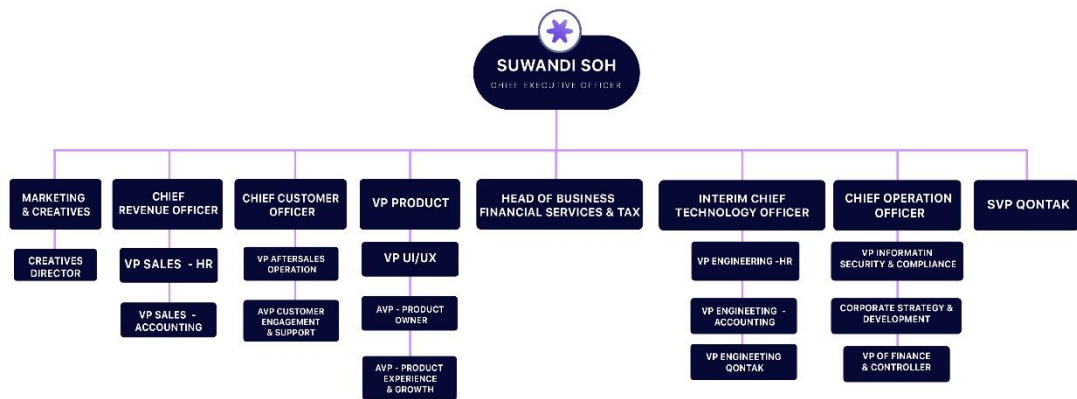 SUWANDI SOH
CHIEF EXECUTIVE OFFICER
MARKETING
& CREATIVES
CREATIVES
DIRECTOR
CHIEF
REVENUE OFFICER
VP SALES - HR
VP SALES -
ACCOUNTING
CHIEF CUSTOMER
OFFICER
VP AFTERSALES
OPERATION
AVP CUSTOMER
ENGAGEMENT
& SUPPORT
VP PRODUCT
VP UI/UX
AVP - PRODUCT
OWNER
AVP - PRODUCT
EXPERIENCE
& GROWTH
HEAD OF BUSINESS
FINANCIAL SERVICES & TAX
INTERIM CHIEF
TECHNOLOGY OFFICER
VP ENGINEERING -HR
VP ENGINEETING -
ACCOUNTING
VP ENGINEETING
QONTAK
CHIEF OPERATION
OFFICER
VP INFORMATIN
SECURITY & COMPLIANCE
CORPORATE STRATEGY &
DEVELOPMENT
VP OF FINANCE
& CONTROLLER
SVP QONTAK